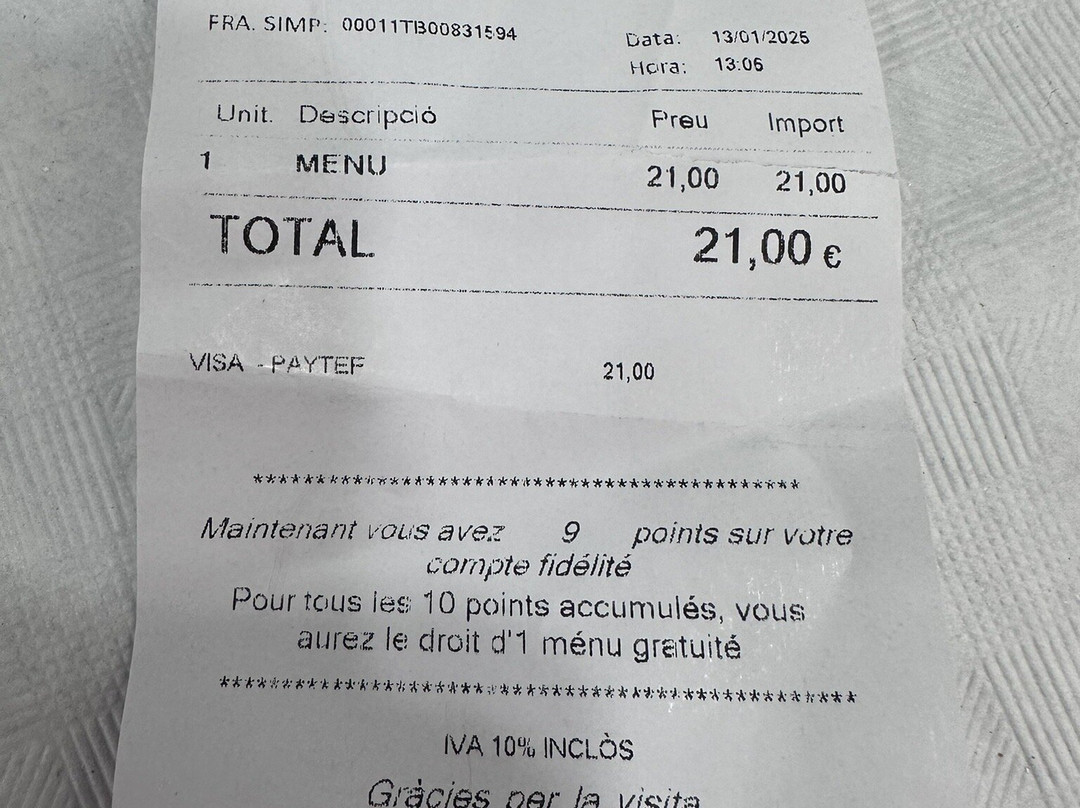 FRA. SIMP: 00011TB00831594
Data: 13/01/2025
Hora: 13:06
Unit. Descripció Preu Import
1 MENU 21,00 21,00
TOTAL 21,00 €
VISA - PAYTEF 21,00
**********************************************
Maintenant vous avez 9 points sur votre
compte fidélité
Pour tous les 10 points accumulés, vous
aurez le droit d'1 ménu gratuité
**************************************************
IVA 10% INCLÒS
Gràcies per la visita